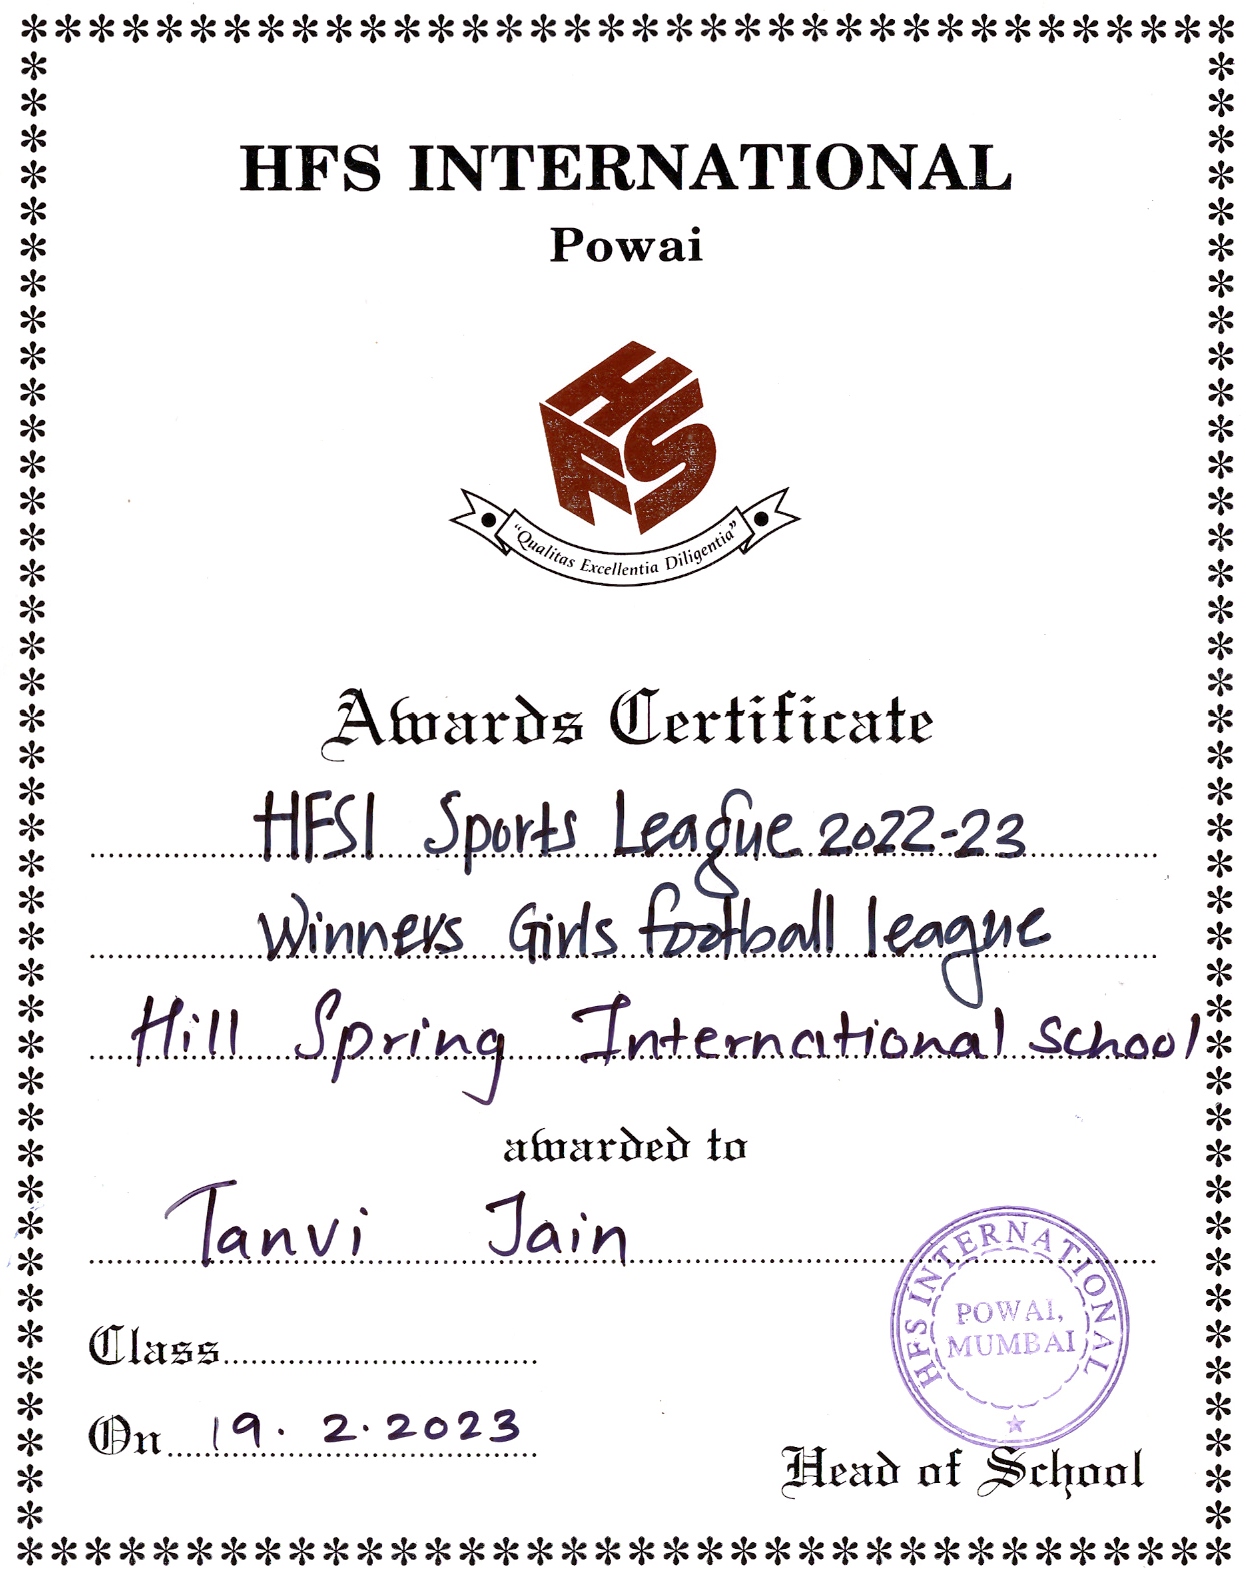 HFS INTERNATIONAL
Powai
HFS
"Qualitas Excellentia Diligentia"
Awards Certificate
HFSI Sports League 2022-23
Winners Girls football league
Hill Spring International School
awarded to
Tanvi Jain
HFS INTERNATIONAL
POWAI,
MUMBAI
Class
On 19.2.2023
Head of School